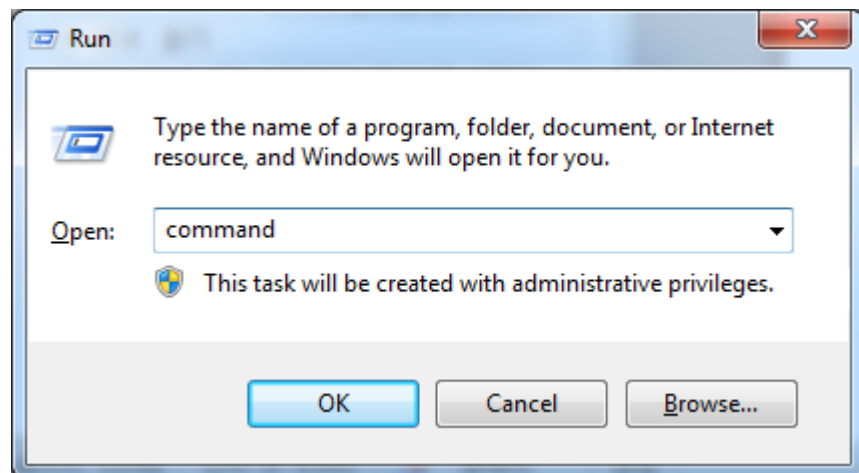 Run
Type the name of a program, folder, document, or Internet
resource, and Windows will open it for you.
Open: command
This task will be created with administrative privileges.
OK Cancel Browse...